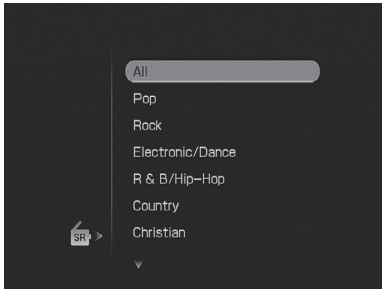 All
Pop
Rock
Electronic/Dance
R & B/Hip-Hop
Country
SR
Christian